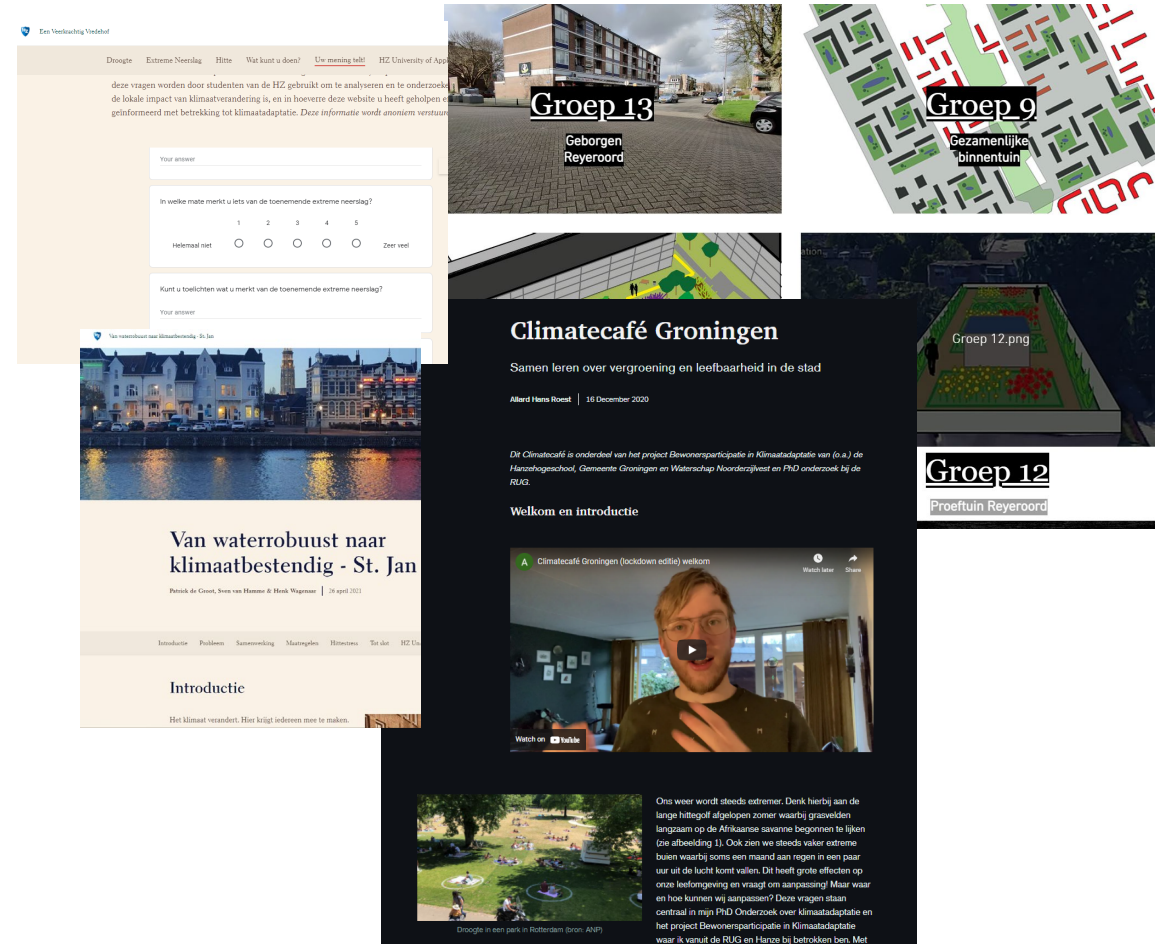 Een Veerkrachtig Vredehof
Droogte Extreme Neerslag Hitte Wat kunt u doen? Uw mening telt! HZ University of Appl
deze vragen worden door studenten van de HZ gebruikt om te analyseren en te onderzoeke
de lokale impact van klimaatverandering is, en in hoeverre deze website u heeft geholpen e
geïnformeerd met betrekking tot klimaatadaptatie. Deze informatie wordt anoniem verstuur
Your answer
In welke mate merkt u iets van de toenemende extreme neerslag?
1 2 3 4 5
Helemaal niet Zeer veel
Kunt u toelichten wat u merkt van de toenemende extreme neerslag?
Your answer
Groep 13
Geborgen
Reyeroord
Groep 9
Gezamenlijke
binnentuin
Groep 12.png
Groep 12
Proeftuin Reyeroord
Van waterrobuust naar klimaatbestendig - St. Jan
Van waterrobuust naar
klimaatbestendig - St. Jan
Patrick de Groot, Sven van Hamme & Henk Wagenaar 26 april 2021
Introductie Probleem Samenwerking Maatregelen Hittestress Tot slot HZ Un
Introductie
Het klimaat verandert. Hier krijgt iedereen mee te maken.
Climatecafé Groningen
Samen leren over vergroening en leefbaarheid in de stad
Allard Hans Roest 16 December 2020
Dit Climatecafé is onderdeel van het project Bewonersparticipatie in Klimaatadaptatie van (o.a.) de
Hanzehogeschool, Gemeente Groningen en Waterschap Noorderzijlvest en PhD onderzoek bij de
RUG.
Welkom en introductie
A Climatecafé Groningen (lockdown editie) welkom
Watch later Share
Watch on YouTube
Droogte in een park in Rotterdam (bron: ANP)
Ons weer wordt steeds extremer. Denk hierbij aan de
lange hittegolf afgelopen zomer waarbij grasvelden
langzaam op de Afrikaanse savanne begonnen te lijken
(zie afbeelding 1). Ook zien we steeds vaker extreme
buien waarbij soms een maand aan regen in een paar
uur uit de lucht komt vallen. Dit heeft grote effecten op
onze leefomgeving en vraagt om aanpassing! Maar waar
en hoe kunnen wij aanpassen? Deze vragen staan
centraal in mijn PhD Onderzoek over klimaatadaptatie en
het project Bewonersparticipatie in Klimaatadaptatie
waar ik vanuit de RUG en Hanze bij betrokken ben. Met